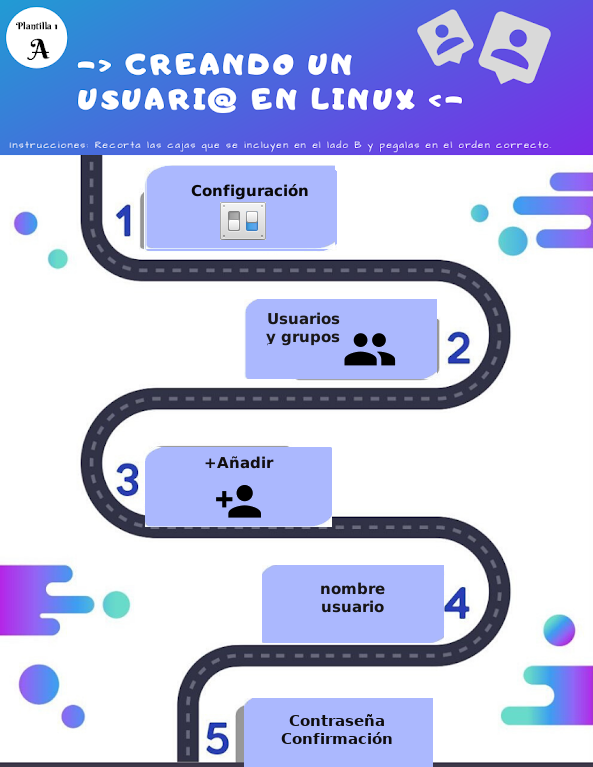 Plantilla 1
A
-> CREANDO UN
USUARI@ EN LINUX <-
Instrucciones: Recorta las cajas que se incluyen en el lado B y pegalas en el orden correcto.
1
Configuración
Usuarios
y grupos
2
3
+Añadir
nombre
usuario
4
5
Contraseña
Confirmación